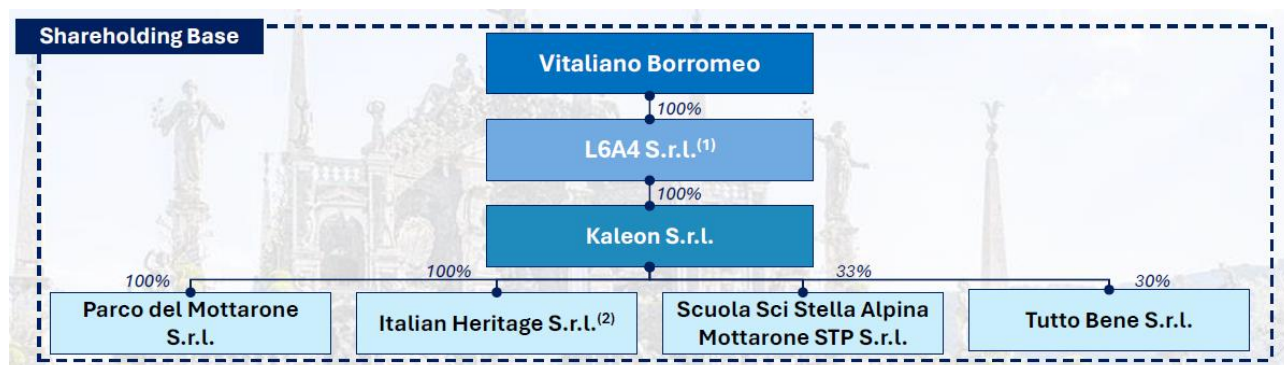 Shareholding Base
Vitaliano Borromeo
100%
L6A4 S.r.l.(1)
100%
Kaleon S.r.l.
100%
100%
33%
30%
Parco del Mottarone
S.r.l.
Italian Heritage S.r.l.(2)
Scuola Sci Stella Alpina
Mottarone STP S.r.l.
Tutto Bene S.r.l.